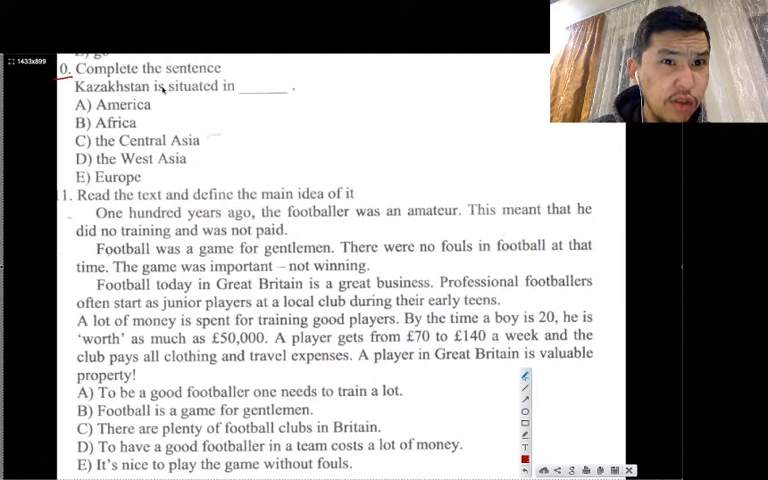 1433x899
E) go
0. Complete the sentence
Kazakhstan is situated in ______ .
A) America
B) Africa
C) the Central Asia
D) the West Asia
E) Europe
11. Read the text and define the main idea of it
One hundred years ago, the footballer was an amateur. This meant that he
did no training and was not paid.
Football was a game for gentlemen. There were no fouls in football at that
time. The game was important – not winning.
Football today in Great Britain is a great business. Professional footballers
often start as junior players at a local club during their early teens.
A lot of money is spent for training good players. By the time a boy is 20, he is
‘worth’ as much as £50,000. A player gets from £70 to £140 a week and the
club pays all clothing and travel expenses. A player in Great Britain is valuable
property!
A) To be a good footballer one needs to train a lot.
B) Football is a game for gentlemen.
C) There are plenty of football clubs in Britain.
D) To have a good footballer in a team costs a lot of money.
E) It’s nice to play the game without fouls.